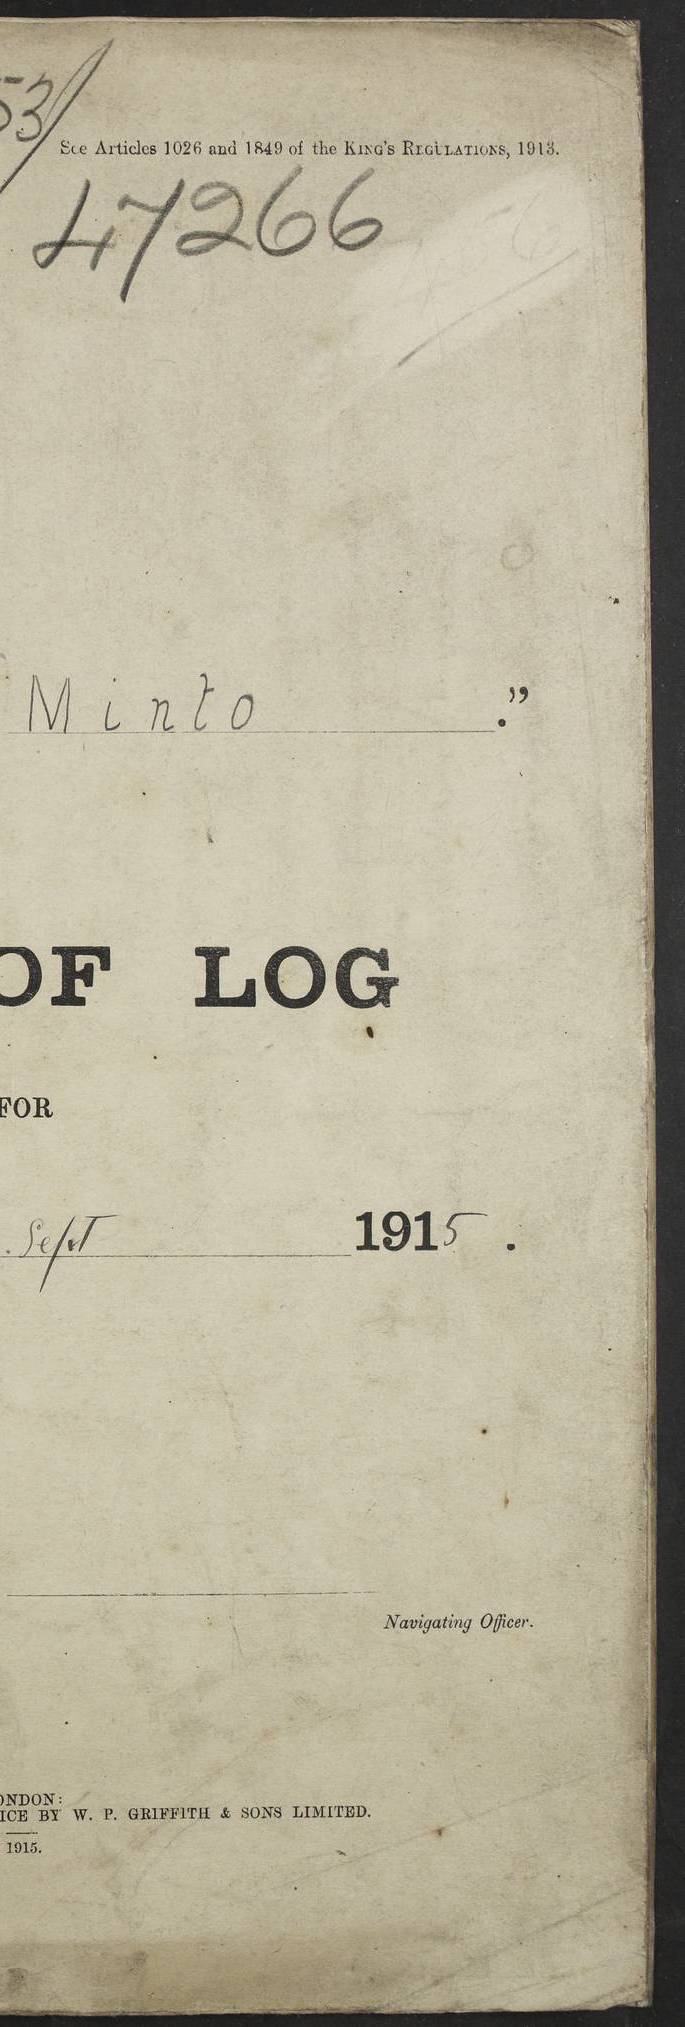 53/
See Articles 1026 and 1849 of the KING'S REGULATIONS, 1913.
47266
Minto ."
OF LOG
FOR
Sept 1915.
Navigating Officer.
ONDON:
ICE BY W. P. GRIFFITH & SONS LIMITED.
1915.